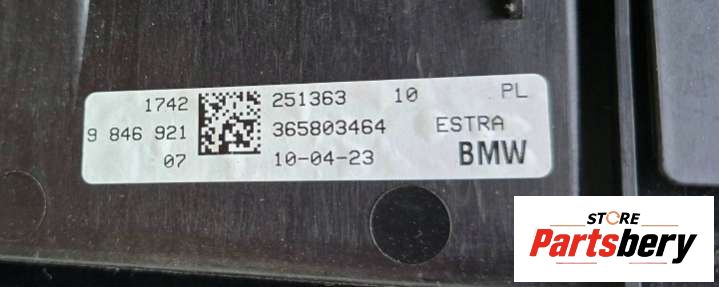 1742 251363 10 PL
9 846 921 365803464 ESTRA
07 10-04-23 BMW
STORE
Partsbery